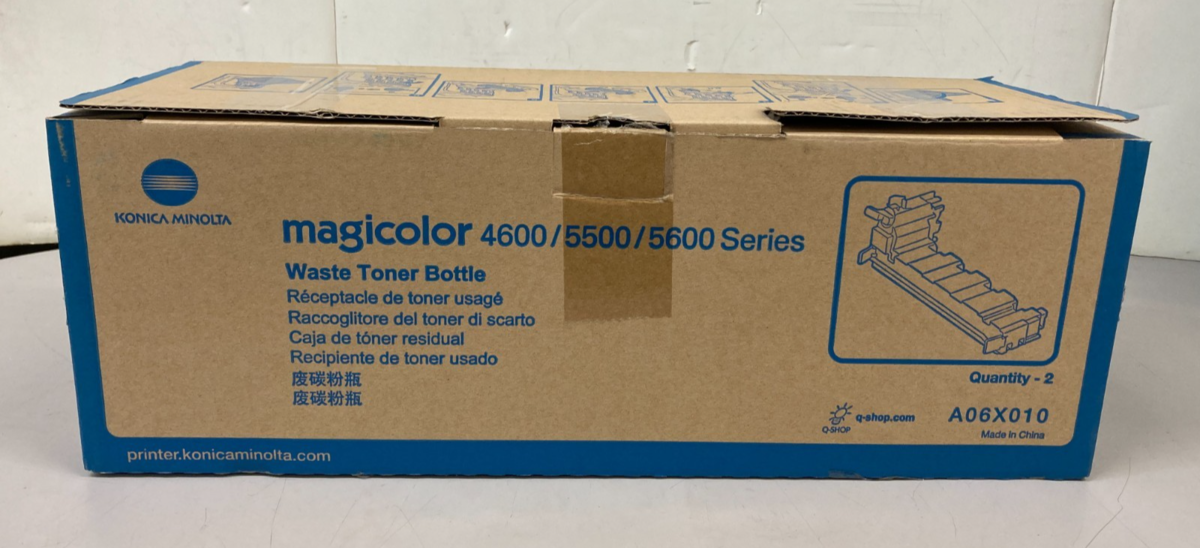 KONICA MINOLTA
magicolor 4600/5500/5600 Series
Waste Toner Bottle
Réceptacle de toner usagé
Raccoglitore del toner di scarto
Caja de tóner residual
Recipiente de toner usado
废碳粉瓶
废碳粉瓶
Quantity - 2
Q-SHOP
q-shop.com
A06X010
Made in China
printer.konicaminolta.com